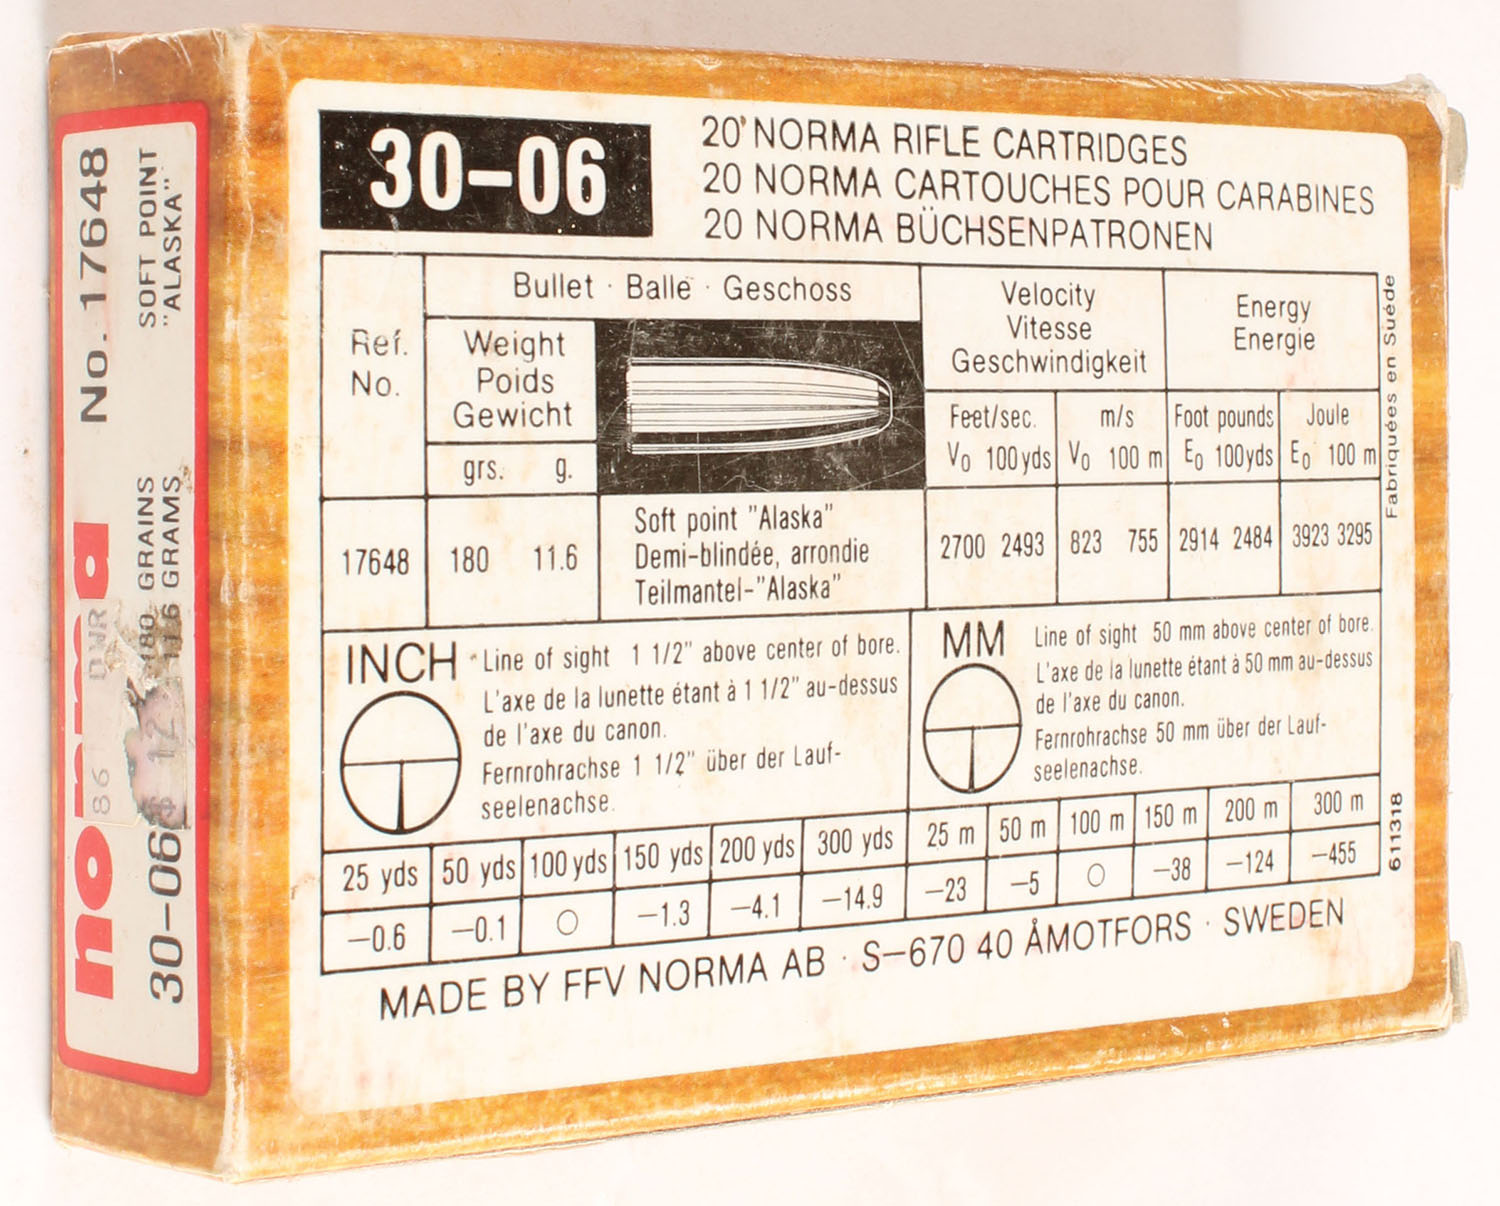 30-06
20 NORMA RIFLE CARTRIDGES
20 NORMA CARTOUCHES POUR CARABINES
20 NORMA BÜCHSENPATRONEN
Ref. No.
Bullet · Balle · Geschoss
Weight
Poids
Gewicht
grs. g.
Velocity
Vitesse
Geschwindigkeit
Energy
Energie
Feet/sec. m/s Foot pounds Joule
V0 100yds V0 100 m E0 100yds E0 100 m
17648 180 11.6
Soft point "Alaska"
Demi-blindée, arrondie
Teilmantel-"Alaska"
2700 2493 823 755 2914 2484 3923 3295
INCH
Line of sight 1 1/2" above center of bore.
L'axe de la lunette étant à 1 1/2" au-dessus
de l'axe du canon.
Fernrohrachse 1 1/2" über der Lauf-
seelenachse.
MM
Line of sight 50 mm above center of bore.
L'axe de la lunette étant à 50 mm au-dessus
de l'axe du canon.
Fernrohrachse 50 mm über der Lauf-
seelenachse.
25 yds 50 yds 100 yds 150 yds 200 yds 300 yds 25 m 50 m 100 m 150 m 200 m 300 m
-0.6 -0.1 0 -1.3 -4.1 -14.9 -23 -5 0 -38 -124 -455
MADE BY FFV NORMA AB · S-670 40 ÅMOTFORS · SWEDEN
Fabriquées en Suède
611318
norma
No. 17648
30-06
180 GRAINS
11.6 GRAMS
SOFT POINT
"ALASKA"
86 DWR
12